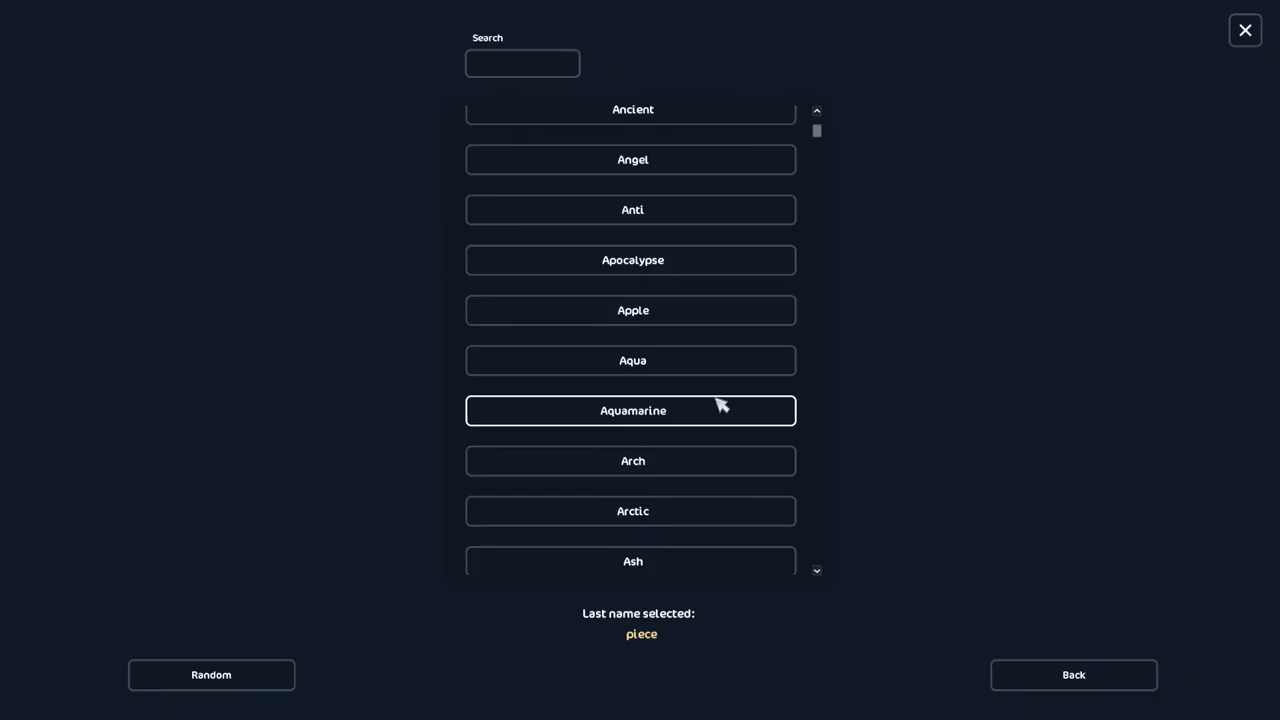 Search
Ancient
Angel
Anti
Apocalypse
Apple
Aqua
Aquamarine
Arch
Arctic
Ash
Last name selected:
piece
Random
Back